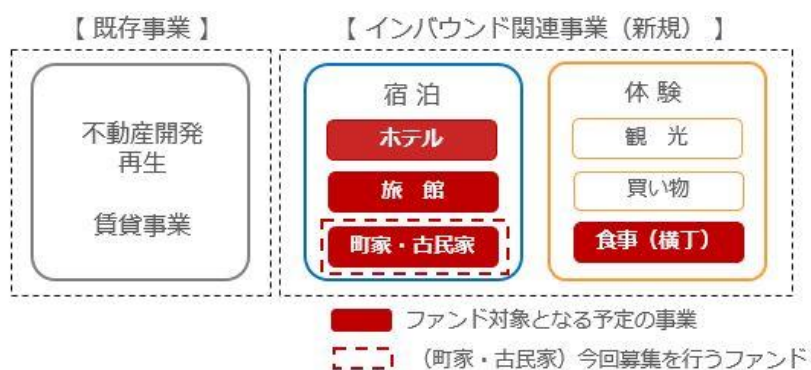 【 既存事業 】
【 インバウンド関連事業（新規） 】
不動産開発
再生
賃貸事業
宿 泊
ホテル
旅 館
町家・古民家
体 験
観 光
買い物
食事（横丁）
ファンド対象となる予定の事業
（町家・古民家）今回募集を行うファンド